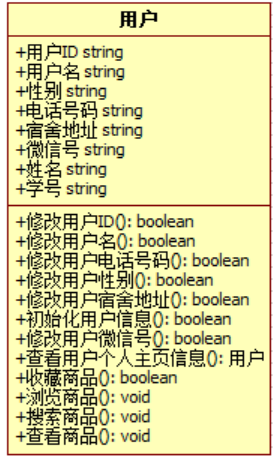 用户
+用户ID string
+用户名 string
+性别 string
+电话号码 string
+宿舍地址 string
+微信号 string
+姓名 string
+学号 string
+修改用户ID(): boolean
+修改用户名(): boolean
+修改用户电话号码(): boolean
+修改用户性别(): boolean
+修改用户宿舍地址(): boolean
+初始化用户信息(): boolean
+修改用户微信号(): boolean
+查看用户个人主页信息(): 用户
+收藏商品(): boolean
+浏览商品(): void
+搜索商品(): void
+查看商品(): void